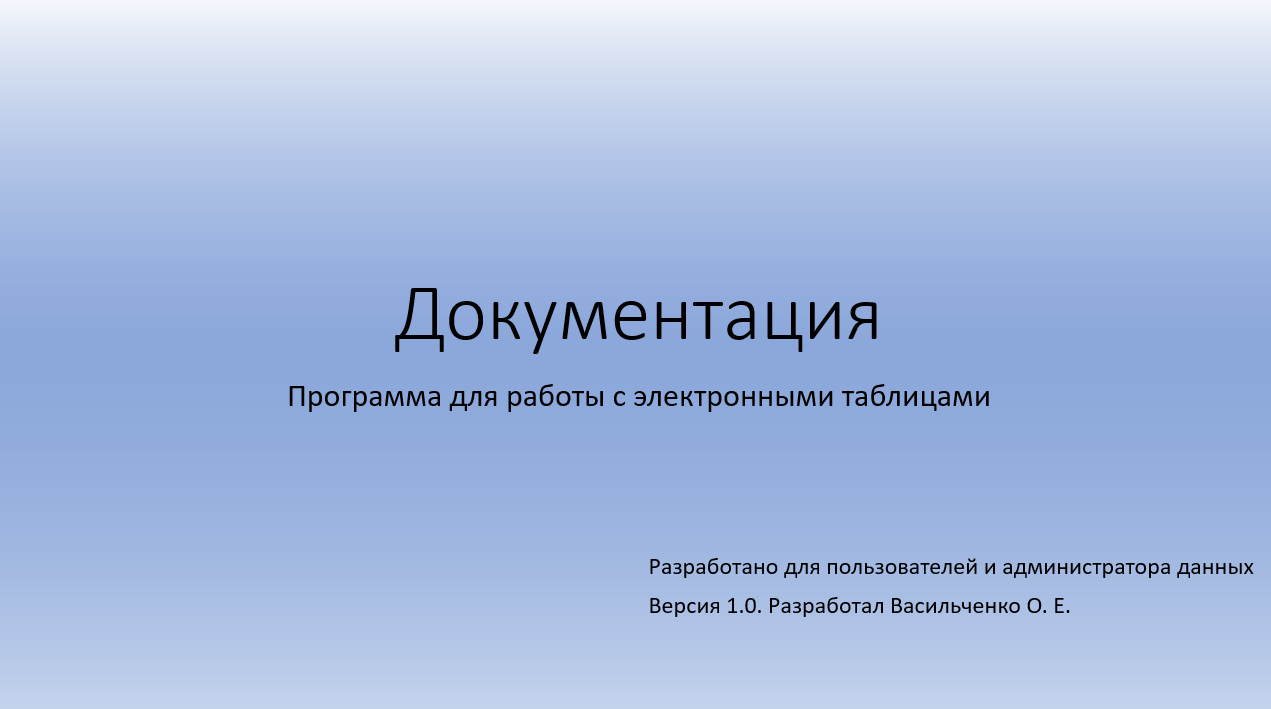 Документация
Программа для работы с электронными таблицами
Разработано для пользователей и администратора данных
Версия 1.0. Разработал Васильченко О. Е.